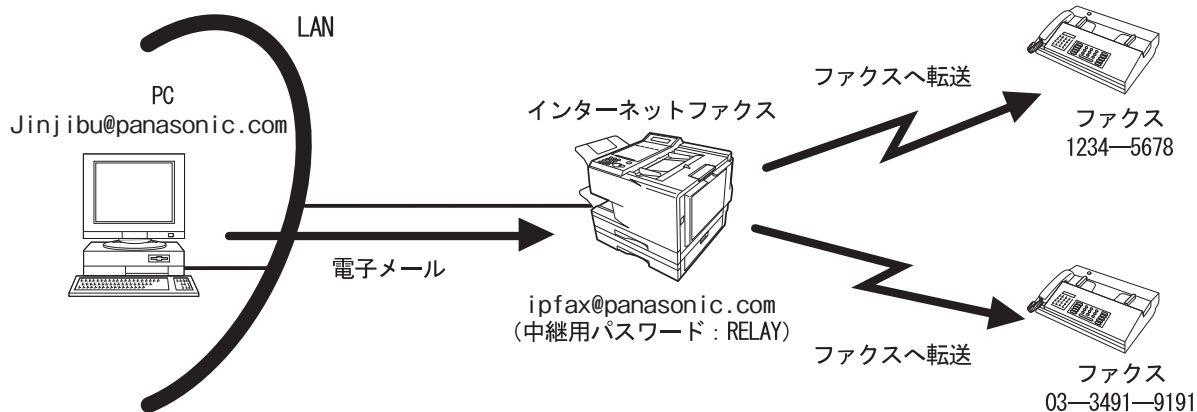 LAN
PC
Jinjibu@panasonic.com
電子メール
インターネットファクス
ipfax@panasonic.com
(中継用パスワード：RELAY)
ファクスへ転送
ファクス
1234―5678
ファクスへ転送
ファクス
03―3491―9191